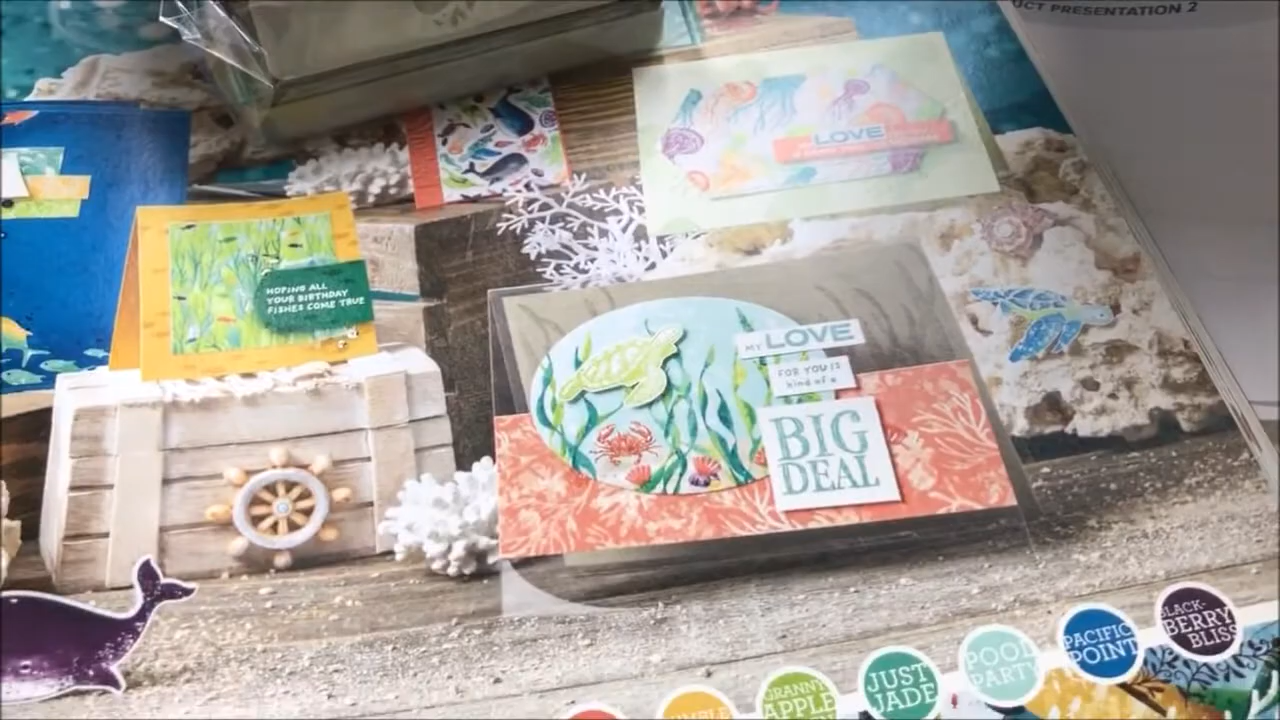 UCT PRESENTATION 2
LOVE
HOPING ALL
YOUR BIRTHDAY
FISHES COME TRUE
MY LOVE
FOR YOU IS
kind of a
BIG
DEAL
BLACK-
BERRY
BLISS
PACIFIC
POINT
POOL
PARTY
JUST
JADE
GRANNY
APPLE